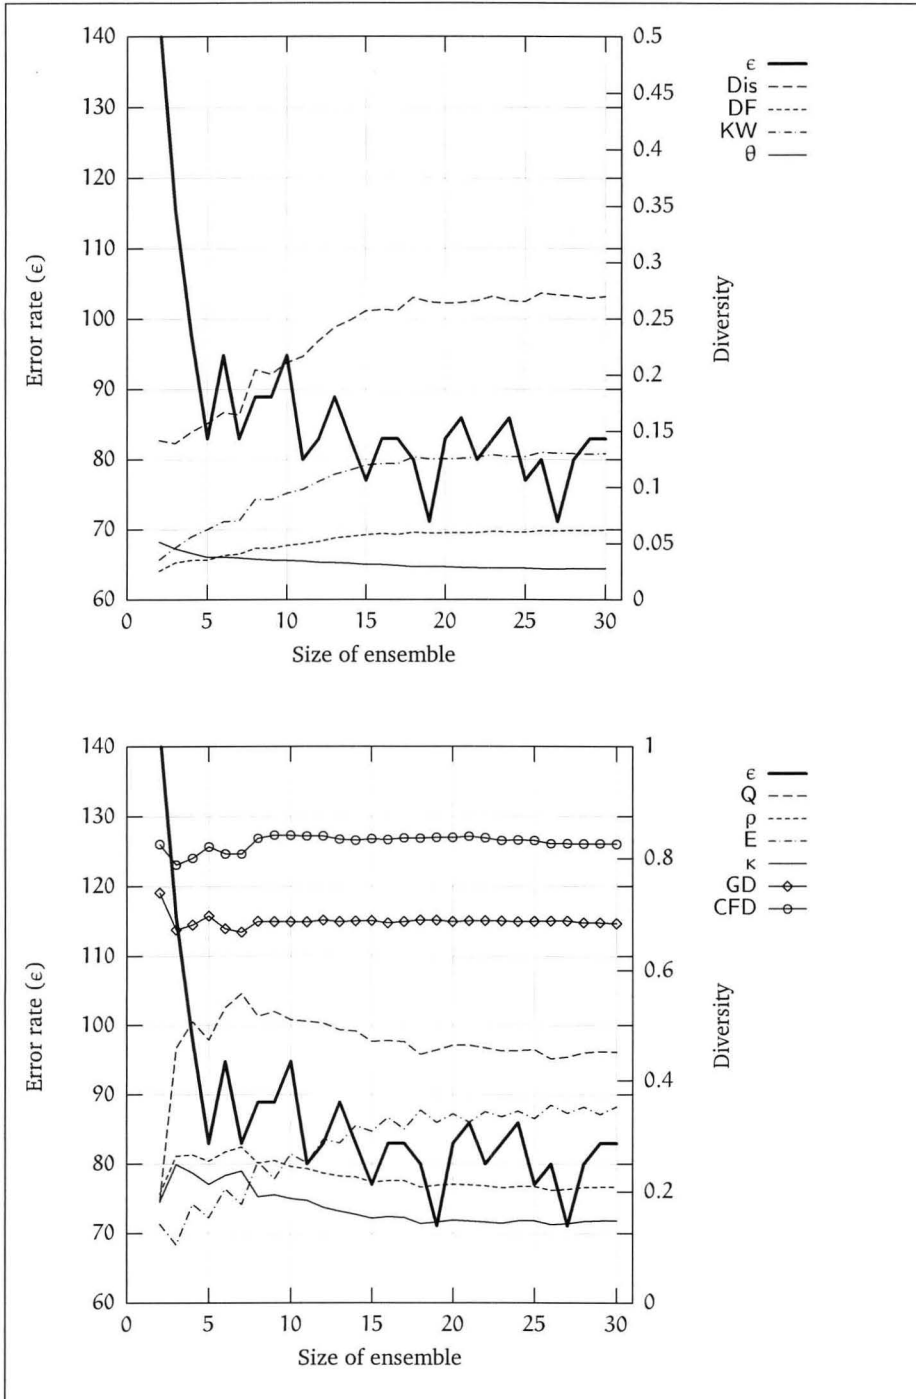 140
130
120
110
100
90
80
70
60
0.5
0.45
0.4
0.35
0.3
0.25
0.2
0.15
0.1
0.05
0
0 5 10 15 20 25 30
Error rate (ϵ)
Diversity
Size of ensemble
ϵ
Dis
DF
KW
θ
140
130
120
110
100
90
80
70
60
1
0.8
0.6
0.4
0.2
0
0 5 10 15 20 25 30
Error rate (ϵ)
Diversity
Size of ensemble
ϵ
Q
ρ
E
κ
GD
CFD